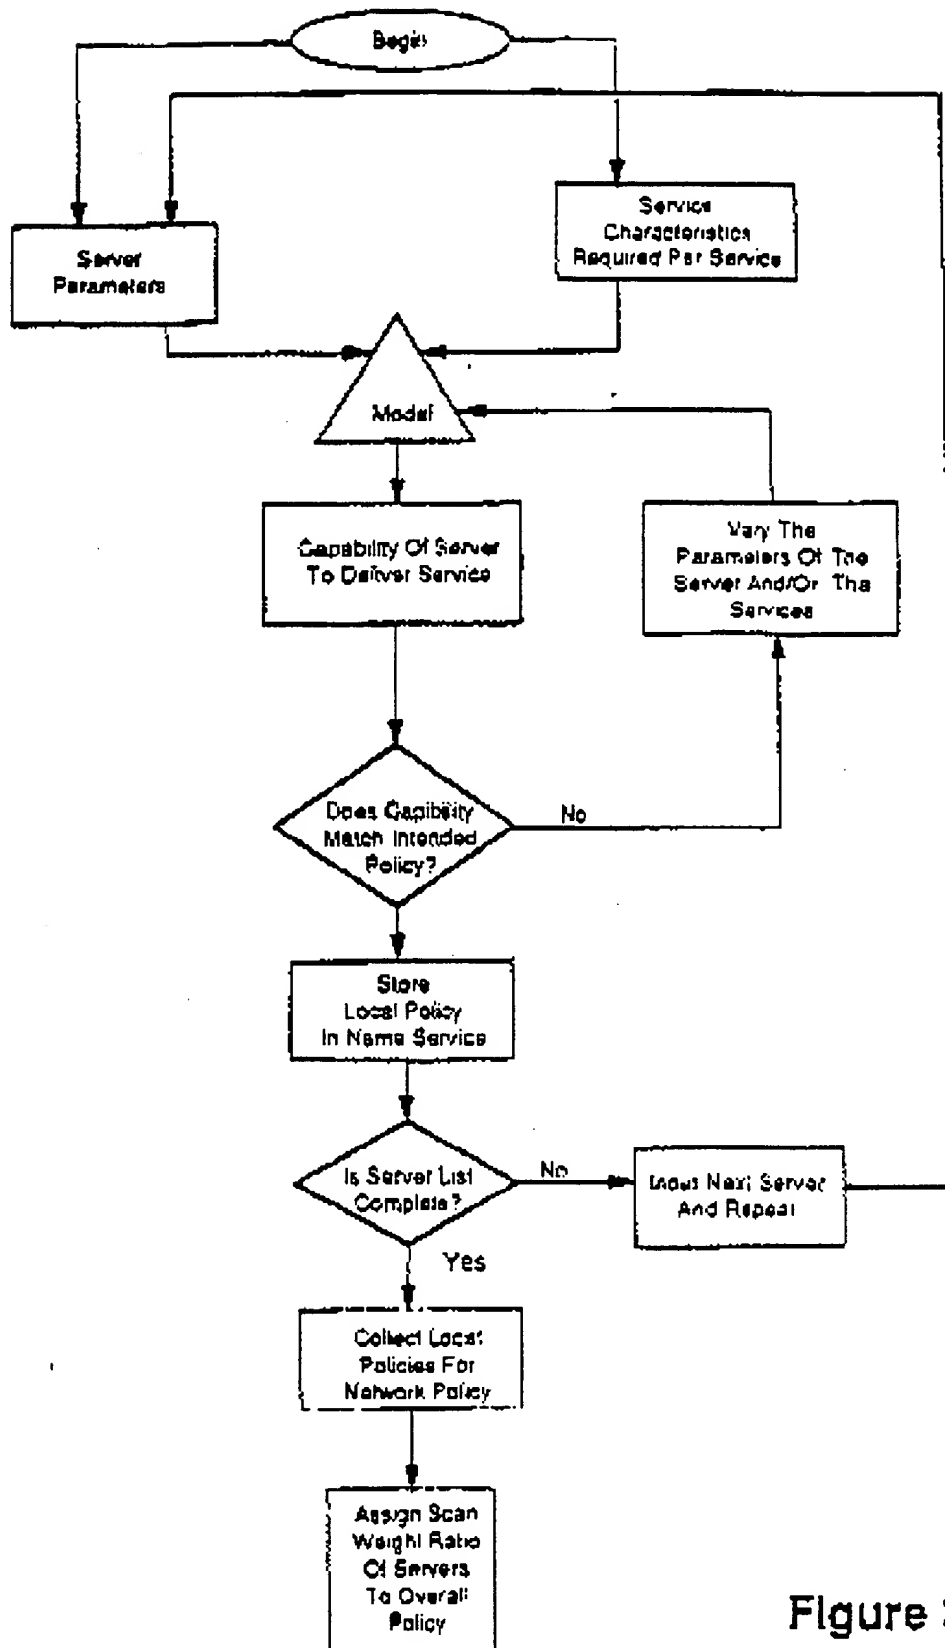 Begin
Server
Parameters
Service
Characteristics
Required Per Service
Model
Capability Of Server
To Deliver Service
Vary The
Parameters Of The
Server And/Or The
Services
Does Capibility
Match Intended
Policy?
No
Store
Local Policy
In Name Service
Is Server List
Complete?
No
Input Next Server
And Repeat
Yes
Collect Local
Policies For
Network Policy
Assign Scan
Weight Ratio
Of Servers
To Overall
Policy
Figure